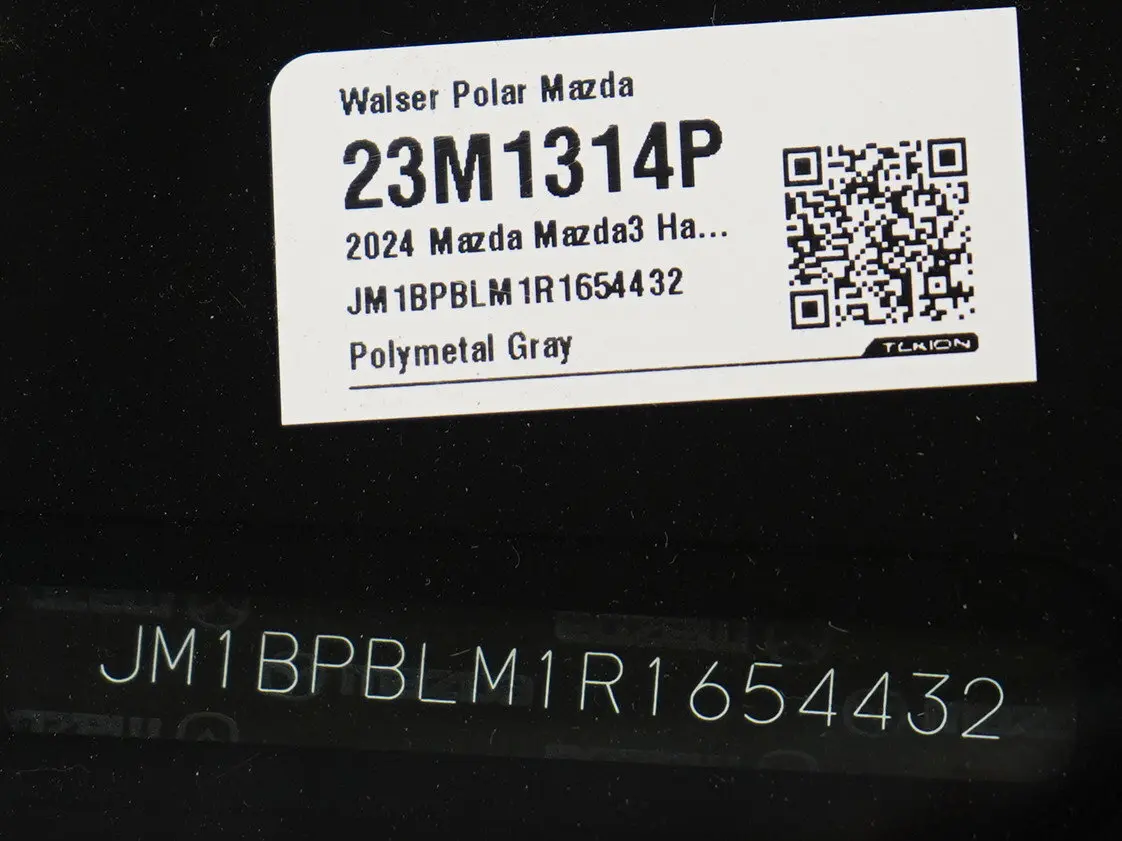 Walser Polar Mazda
23M1314P
2024 Mazda Mazda3 Ha...
JM1BPBLM1R1654432
Polymetal Gray
TEKION
JM1BPBLM1R1654432